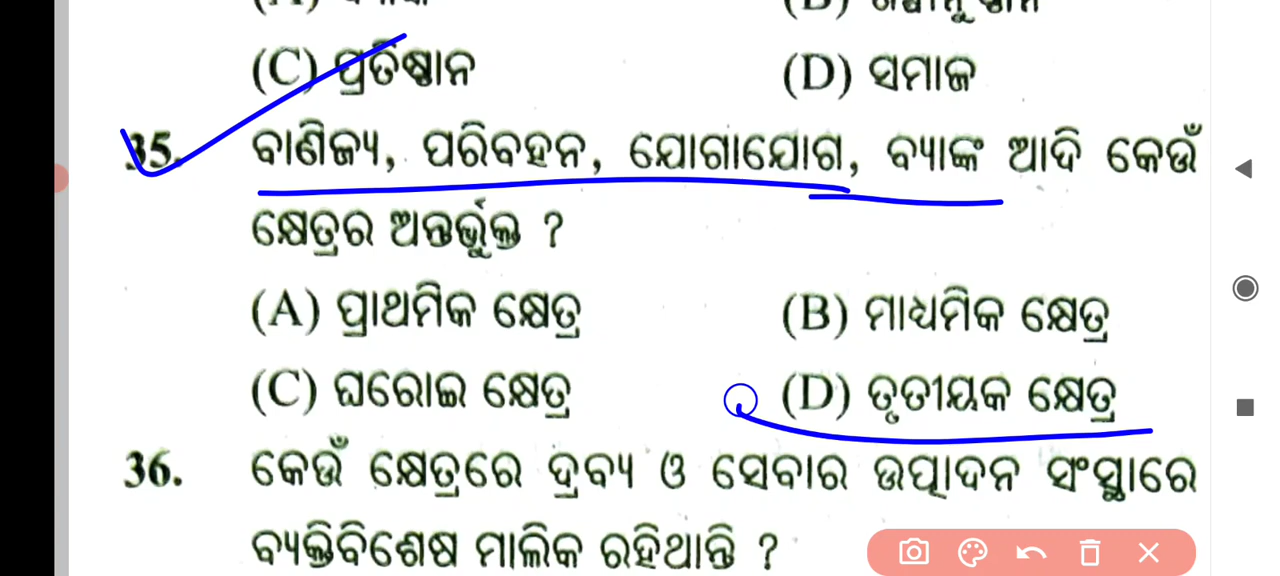 (C) ପ୍ରତିଷ୍ଠାନ (D) ସମାଜ
35. ବାଣିଜ୍ୟ, ପରିବହନ, ଯୋଗାଯୋଗ, ବ୍ୟାଙ୍କ ଆଦି କେଉଁ
କ୍ଷେତ୍ରର ଅନ୍ତର୍ଭୁକ୍ତ ?
(A) ପ୍ରାଥମିକ କ୍ଷେତ୍ର (B) ମାଧ୍ୟମିକ କ୍ଷେତ୍ର
(C) ଘରୋଇ କ୍ଷେତ୍ର (D) ତୃତୀୟକ କ୍ଷେତ୍ର
36. କେଉଁ କ୍ଷେତ୍ରରେ ଦ୍ରବ୍ୟ ଓ ସେବାର ଉତ୍ପାଦନ ସଂସ୍ଥାରେ
ବ୍ୟକ୍ତିବିଶେଷ ମାଲିକ ରହିଥାନ୍ତି ?